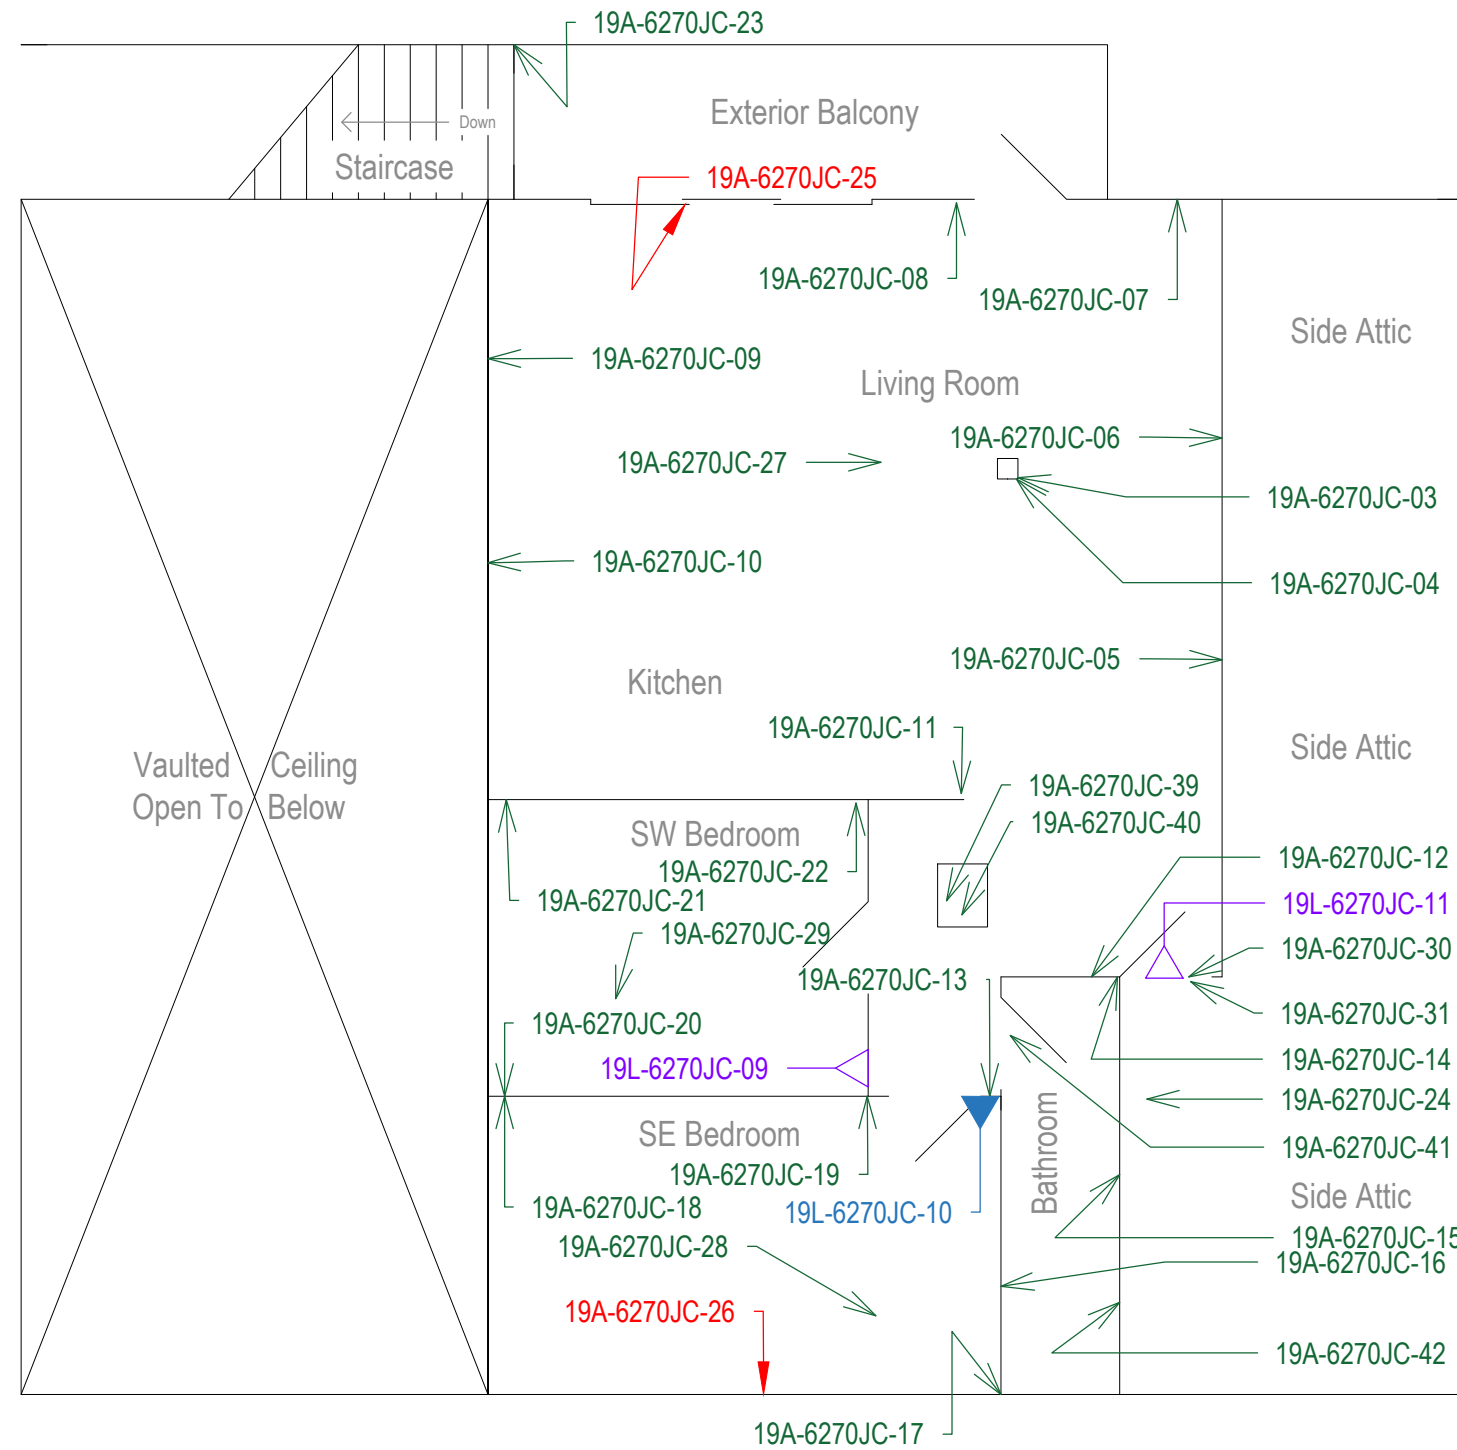 19A-6270JC-23
Exterior Balcony
Down
Staircase
19A-6270JC-25
19A-6270JC-08
19A-6270JC-07
Side Attic
19A-6270JC-09
Living Room
19A-6270JC-06
19A-6270JC-27
19A-6270JC-03
19A-6270JC-10
19A-6270JC-04
19A-6270JC-05
Kitchen
19A-6270JC-11
Side Attic
Vaulted Ceiling
Open To Below
19A-6270JC-39
19A-6270JC-40
SW Bedroom
19A-6270JC-22
19A-6270JC-12
19A-6270JC-21
19L-6270JC-11
19A-6270JC-29
19A-6270JC-30
19A-6270JC-13
19A-6270JC-31
19A-6270JC-20
19A-6270JC-14
19L-6270JC-09
19A-6270JC-24
SE Bedroom
19A-6270JC-41
Bathroom
19A-6270JC-19
Side Attic
19A-6270JC-18
19L-6270JC-10
19A-6270JC-15
19A-6270JC-28
19A-6270JC-16
19A-6270JC-26
19A-6270JC-42
19A-6270JC-17